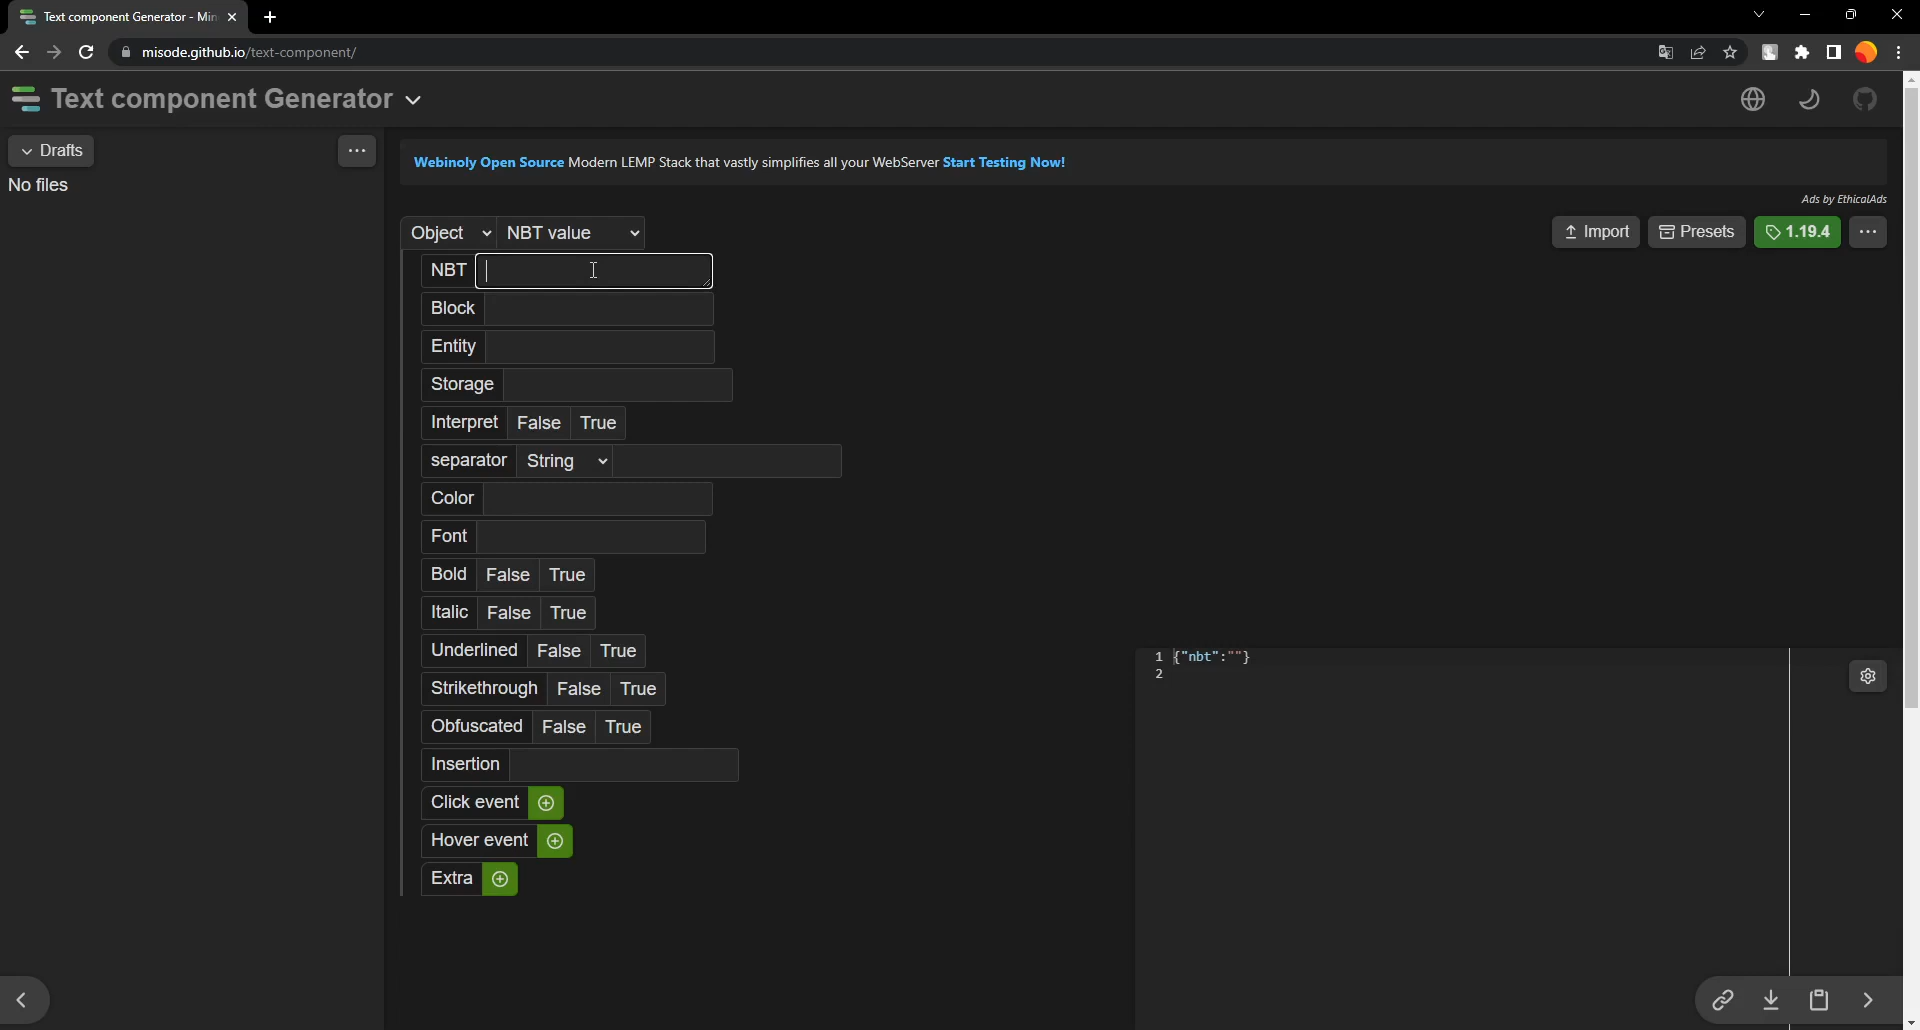 Text component Generator - Min
misode.github.io/text-component/
Text component Generator
Drafts
...
No files
Webinoly Open Source Modern LEMP Stack that vastly simplifies all your WebServer Start Testing Now!
Ads by EthicalAds
Object NBT value
Import Presets 1.19.4 ...
NBT
Block
Entity
Storage
Interpret False True
separator String
Color
Font
Bold False True
Italic False True
Underlined False True
Strikethrough False True
Obfuscated False True
Insertion
Click event
Hover event
Extra
1 {"nbt":""}
2